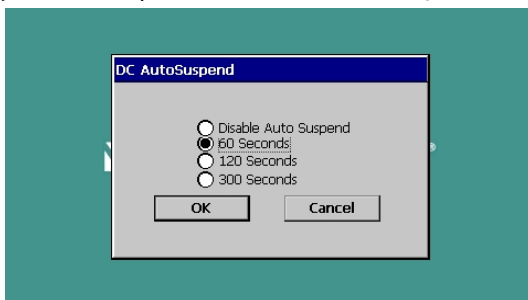 DC AutoSuspend
Disable Auto Suspend
60 Seconds
120 Seconds
300 Seconds
OK Cancel